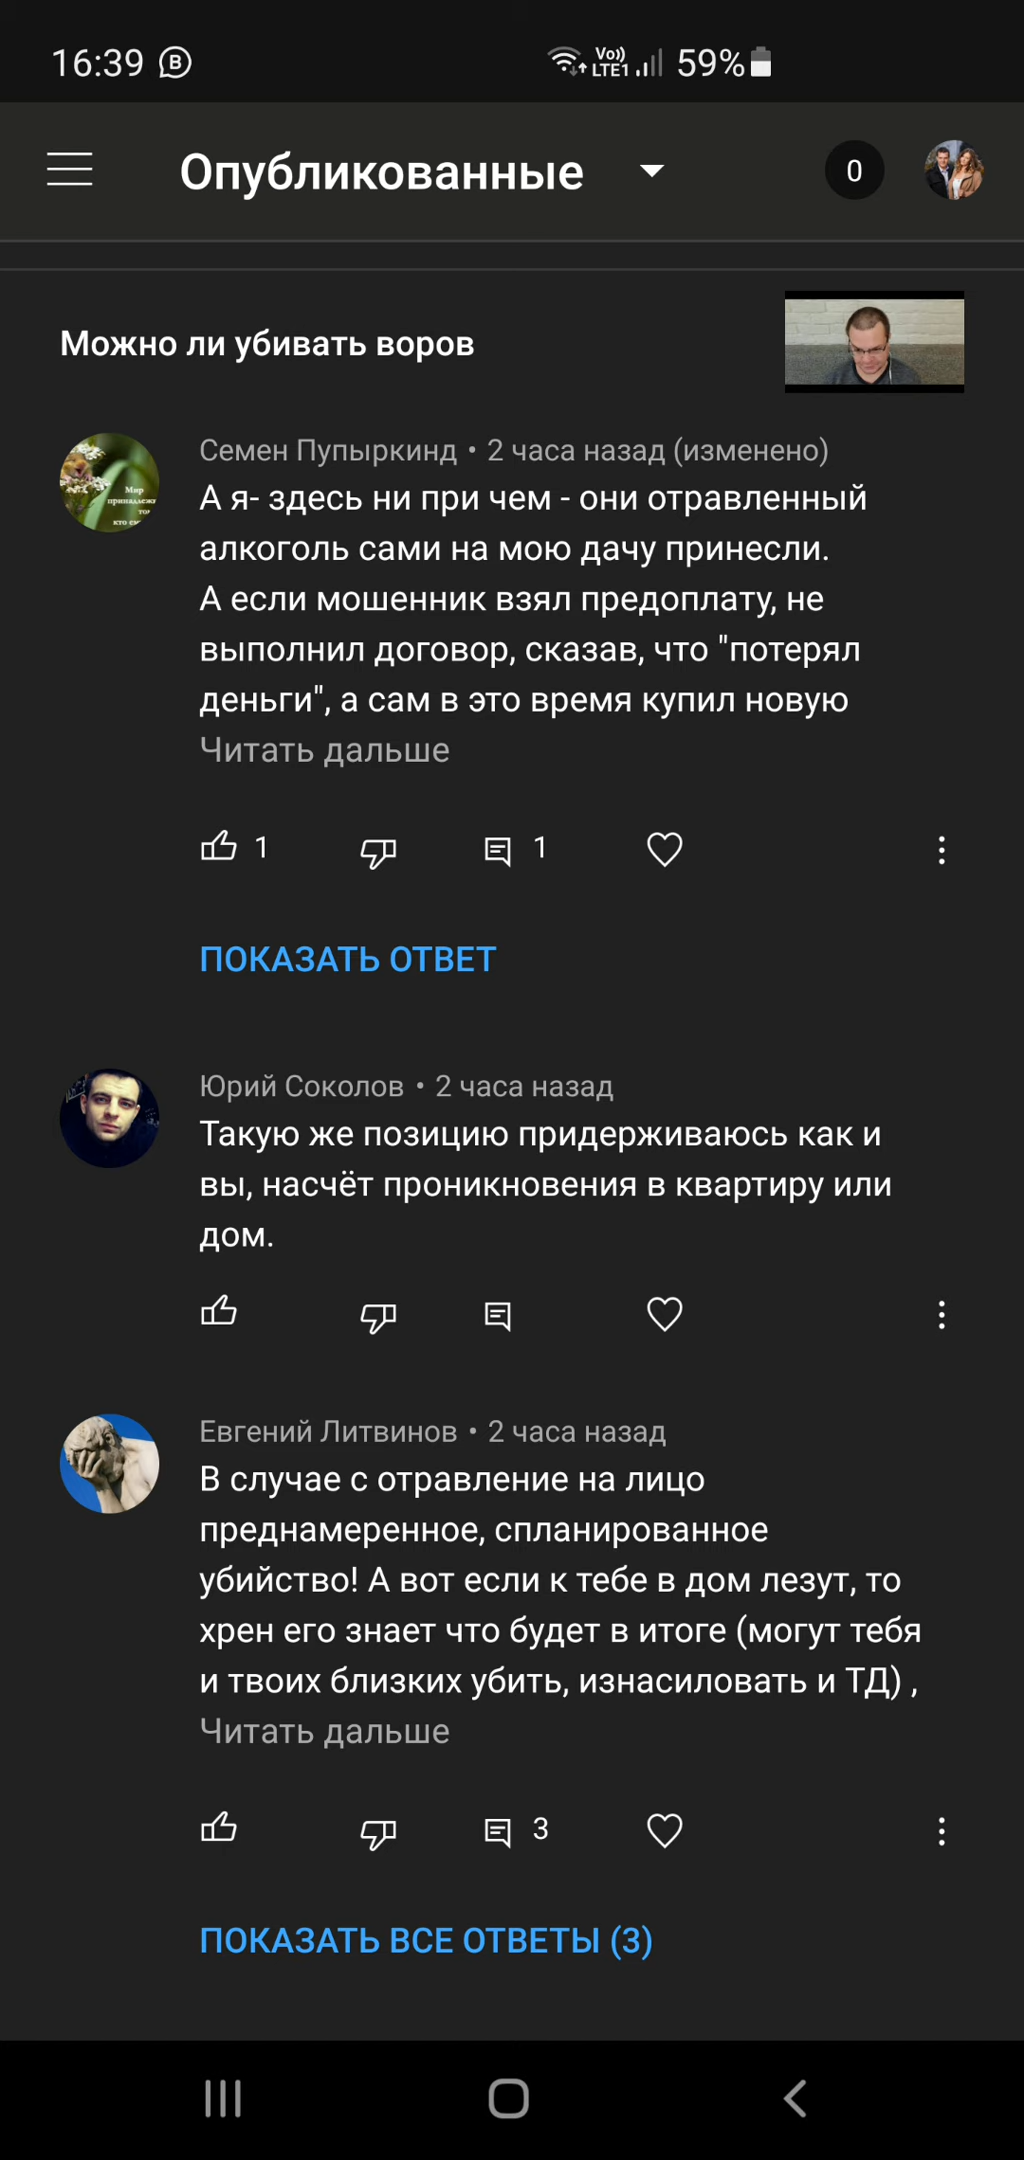 16:39
Vo)) LTE1 59%
Опубликованные
0
Можно ли убивать воров
Семен Пупыркинд • 2 часа назад (изменено)
Мир
принадлежи
кто
А я- здесь ни при чем - они отравленный
алкоголь сами на мою дачу принесли.
А если мошенник взял предоплату, не
выполнил договор, сказав, что "потерял
деньги", а сам в это время купил новую
Читать дальше
1
1
ПОКАЗАТЬ ОТВЕТ
Юрий Соколов • 2 часа назад
Такую же позицию придерживаюсь как и
вы, насчёт проникновения в квартиру или
дом.
Евгений Литвинов • 2 часа назад
В случае с отравление на лицо
преднамеренное, спланированное
убийство! А вот если к тебе в дом лезут, то
хрен его знает что будет в итоге (могут тебя
и твоих близких убить, изнасиловать и ТД) ,
Читать дальше
3
ПОКАЗАТЬ ВСЕ ОТВЕТЫ (3)